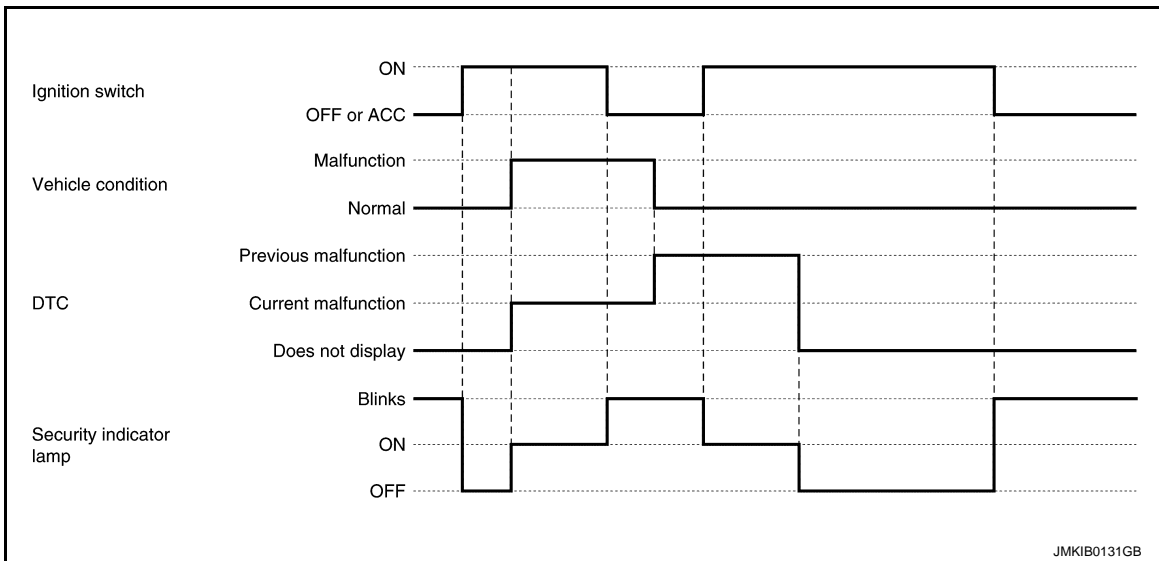 ON
Ignition switch
OFF or ACC
Malfunction
Vehicle condition
Normal
Previous malfunction
DTC
Current malfunction
Does not display
Blinks
Security indicator
lamp
ON
OFF
JMKIB0131GB